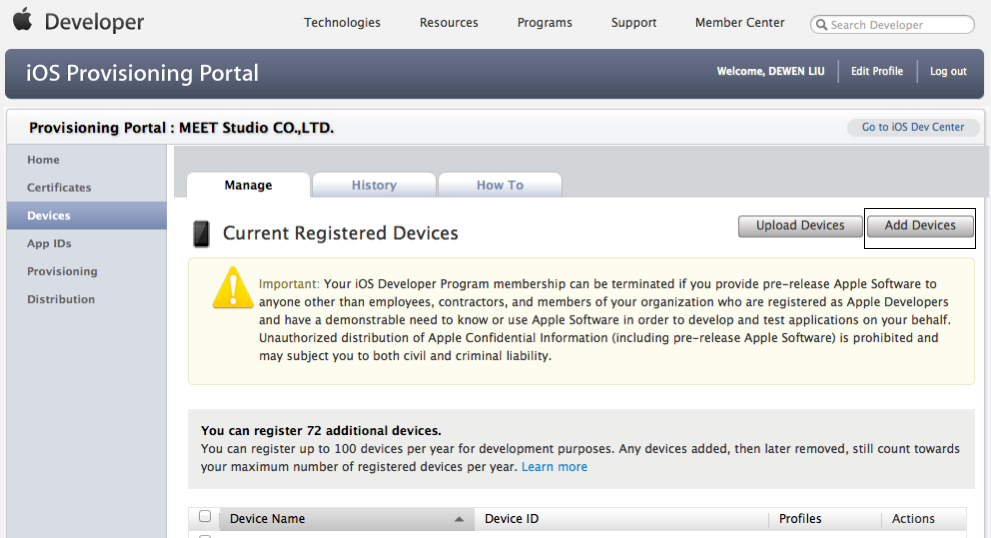 Developer
Technologies Resources Programs Support Member Center Search Developer
iOS Provisioning Portal
Welcome, DEWEN LIU Edit Profile Log out
Provisioning Portal : MEET Studio CO.,LTD.
Go to iOS Dev Center
Home
Certificates
Devices
App IDs
Provisioning
Distribution
Manage History How To
Current Registered Devices
Upload Devices Add Devices
Important: Your iOS Developer Program membership can be terminated if you provide pre-release Apple Software to
anyone other than employees, contractors, and members of your organization who are registered as Apple Developers
and have a demonstrable need to know or use Apple Software in order to develop and test applications on your behalf.
Unauthorized distribution of Apple Confidential Information (including pre-release Apple Software) is prohibited and
may subject you to both civil and criminal liability.
You can register 72 additional devices.
You can register up to 100 devices per year for development purposes. Any devices added, then later removed, still count towards
your maximum number of registered devices per year. Learn more
Device Name Device ID Profiles Actions